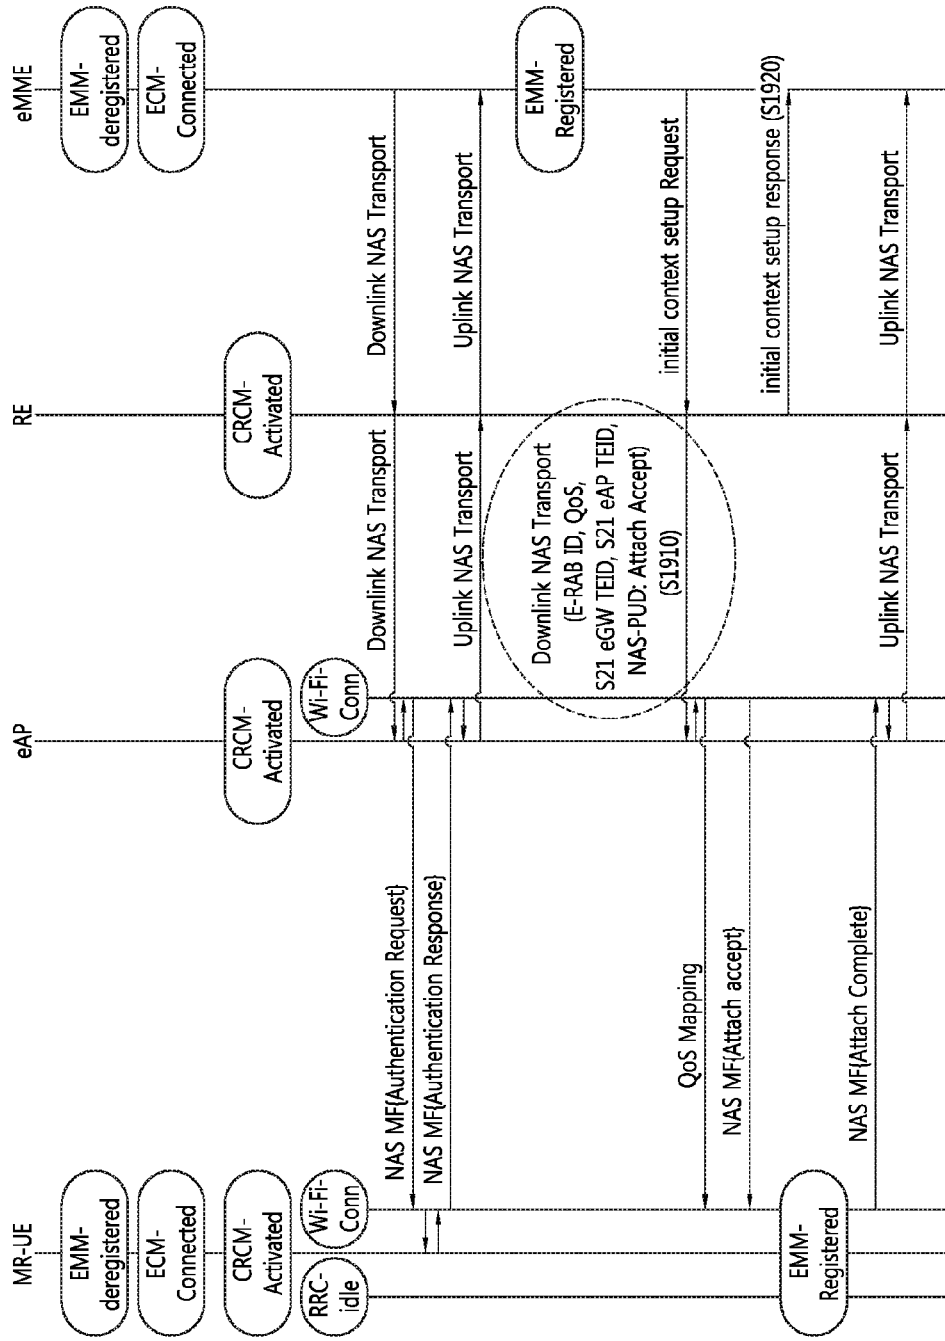 MR-UE
eAP
RE
eMME
EMM-
deregistered
ECM-
Connected
CRCM-
Activated
RRC-
idle
Wi-Fi-
Conn
CRCM-
Activated
Wi-Fi-
Conn
CRCM-
Activated
EMM-
deregistered
ECM-
Connected
Downlink NAS Transport
Downlink NAS Transport
NAS MF{Authentication Request}
NAS MF{Authentication Response}
Uplink NAS Transport
Uplink NAS Transport
EMM-
Registered
Downlink NAS Transport
(E-RAB ID, QoS,
S21 eGW TEID, S21 eAP TEID,
NAS-PUD: Attach Accept)
(S1910)
initial context setup Request
QoS Mapping
NAS MF{Attach accept}
initial context setup response (S1920)
EMM-
Registered
NAS MF{Attach Complete}
Uplink NAS Transport
Uplink NAS Transport